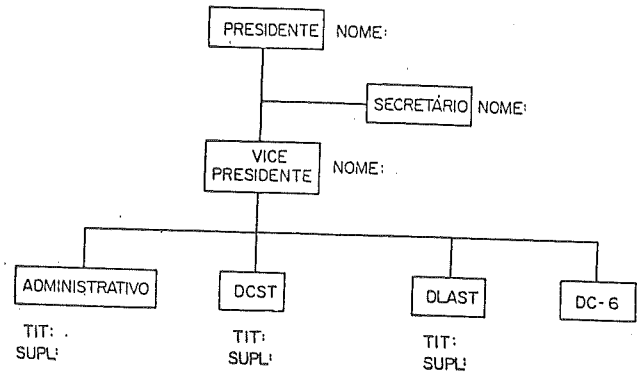 PRESIDENTE NOME:
SECRETÁRIO NOME:
VICE
PRESIDENTE NOME:
ADMINISTRATIVO
DCST
DLAST
DC-6
TIT:
SUPL:
TIT:
SUPL:
TIT:
SUPL: